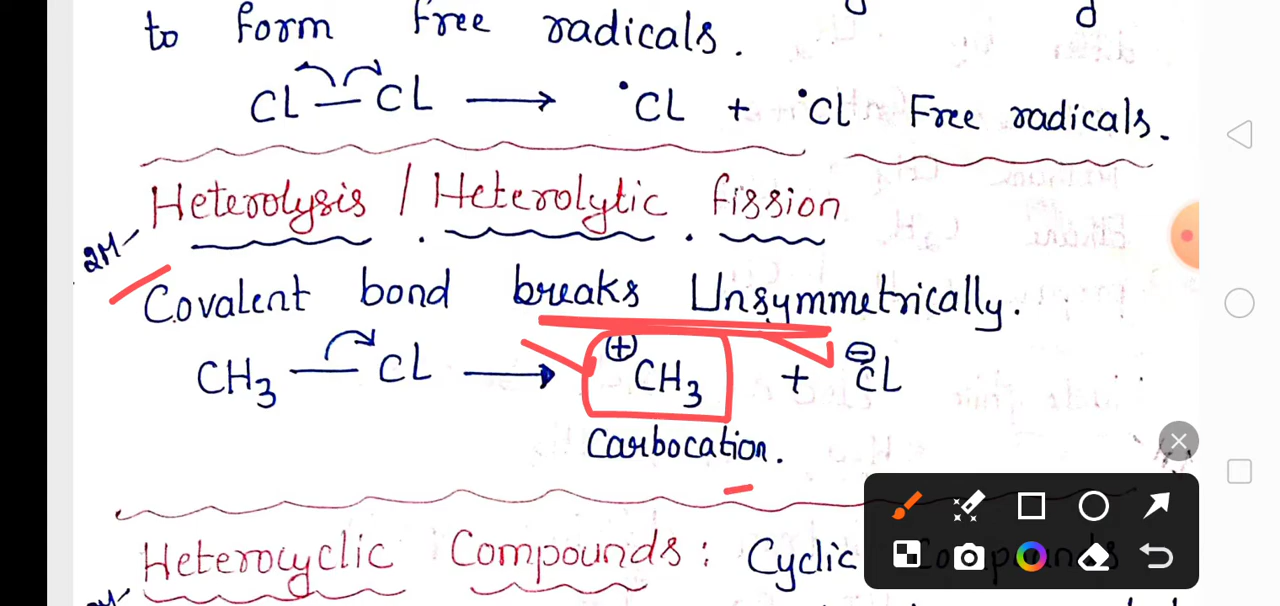 to form free radicals.
Cl — Cl ⟶ •Cl + •Cl Free radicals.
Heterolysis / Heterolytic fission
2M
Covalent bond breaks Unsymmetrically.
CH₃ — Cl ⟶ ⊕CH₃ + ⊖Cl
Carbocation.
Heterocyclic Compounds: Cyclic Compounds